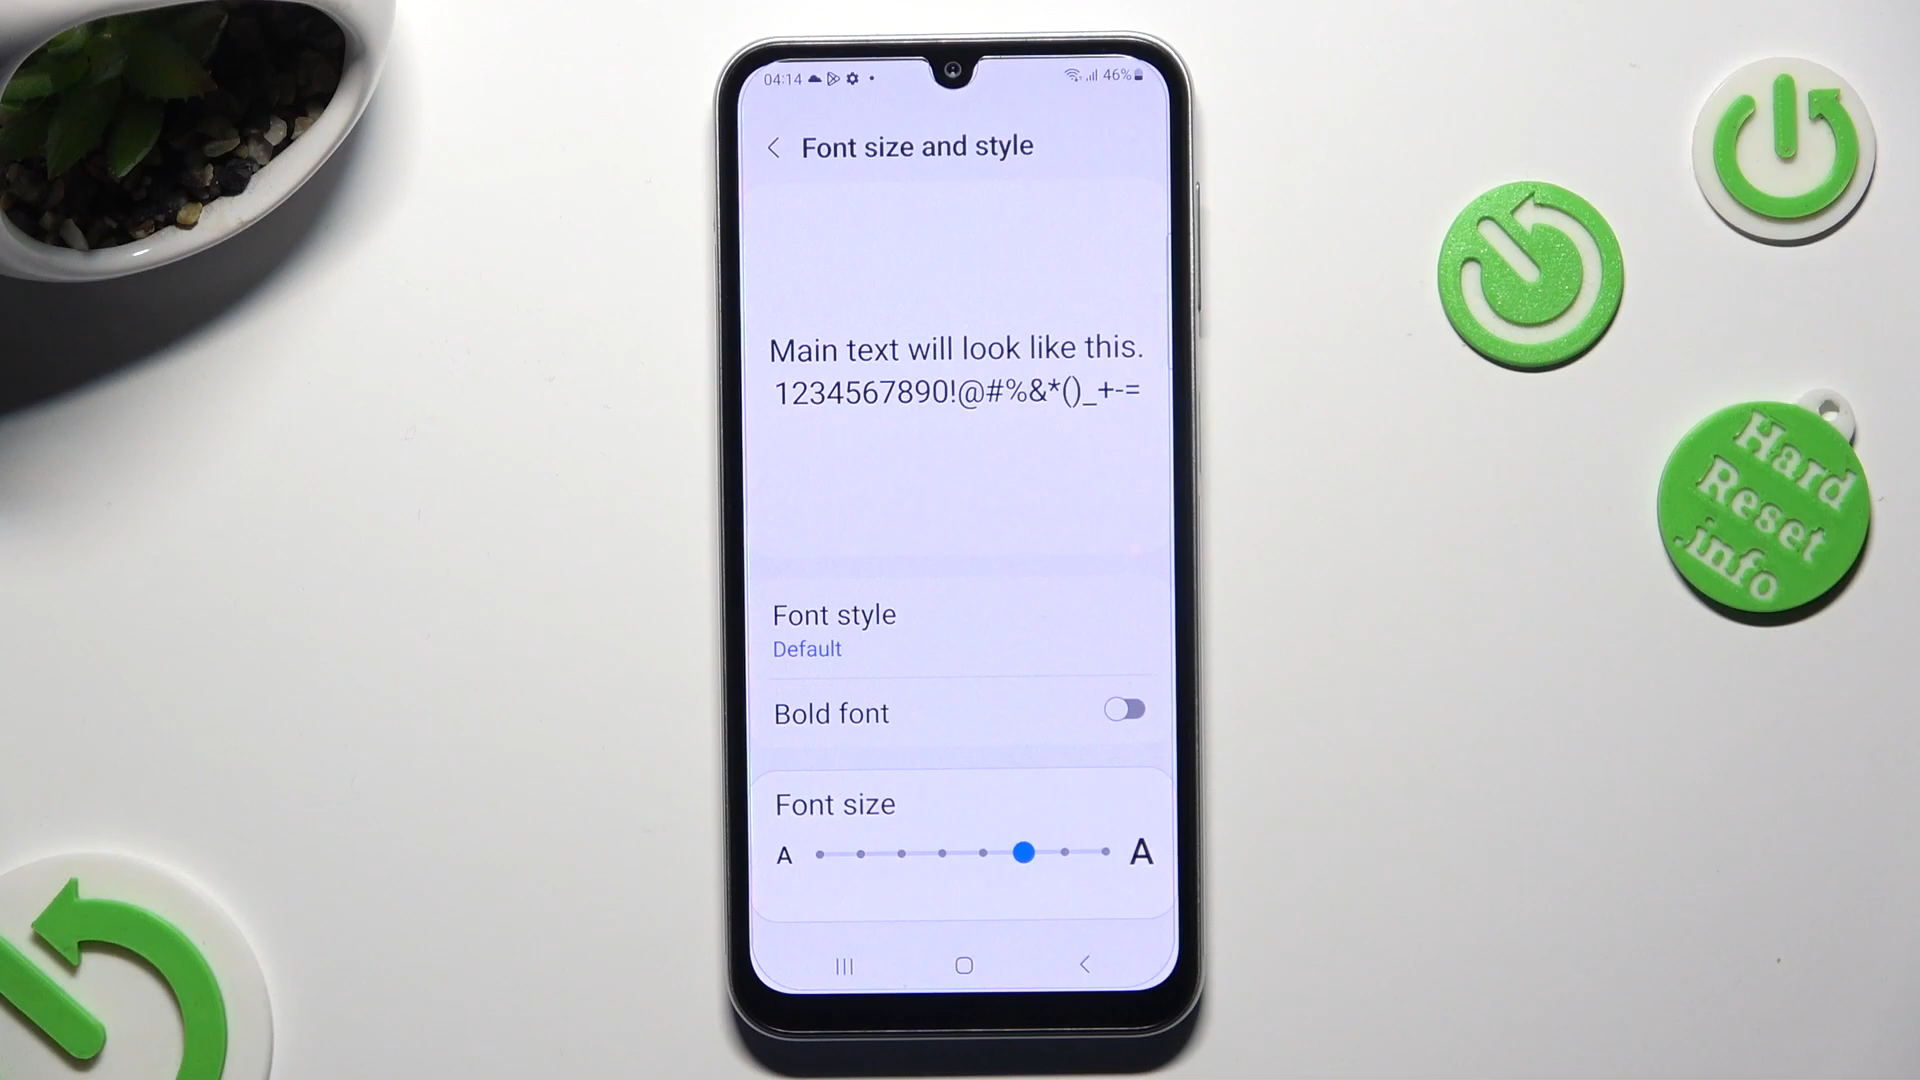 04:14
46%
Font size and style
Main text will look like this.
1234567890!@#%&*()_+-=
Font style
Default
Bold font
Font size
A A
Hard
Reset
.info